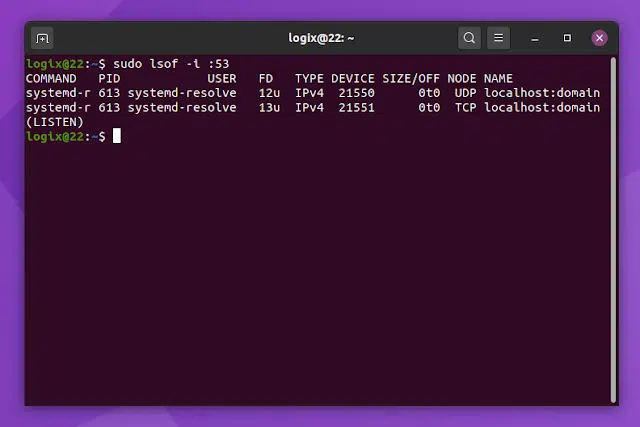 logix@22: ~
logix@22:~$ sudo lsof -i :53
COMMAND   PID            USER   FD   TYPE DEVICE SIZE/OFF NODE NAME
systemd-r 613 systemd-resolve   12u  IPv4  21550      0t0  UDP localhost:domain
systemd-r 613 systemd-resolve   13u  IPv4  21551      0t0  TCP localhost:domain
(LISTEN)
logix@22:~$